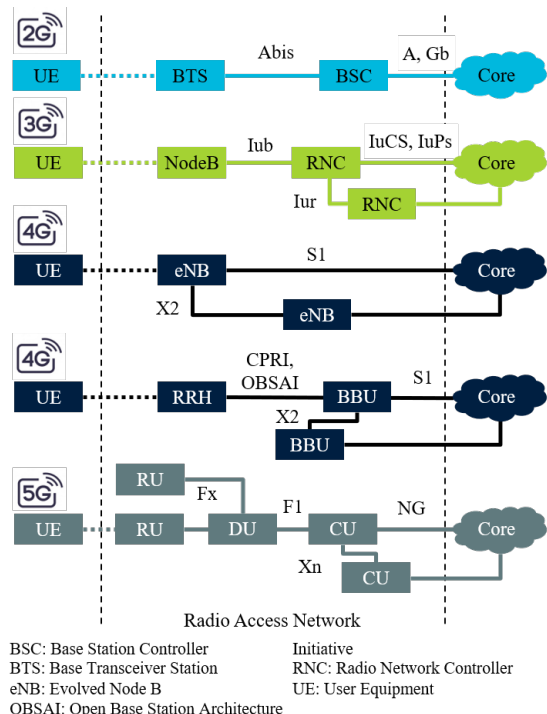 2G
Abis
A, Gb
UE
BTS
BSC
Core
3G
Iub
IuCS, IuPs
UE
NodeB
RNC
Core
Iur
RNC
4G
S1
UE
eNB
Core
X2
eNB
4G
CPRI,
OBSAI
S1
UE
RRH
BBU
Core
X2
BBU
5G
RU
Fx
F1
NG
UE
RU
DU
CU
Core
Xn
CU
Radio Access Network
BSC: Base Station Controller
BTS: Base Transceiver Station
eNB: Evolved Node B
OBSAI: Open Base Station Architecture
Initiative
RNC: Radio Network Controller
UE: User Equipment